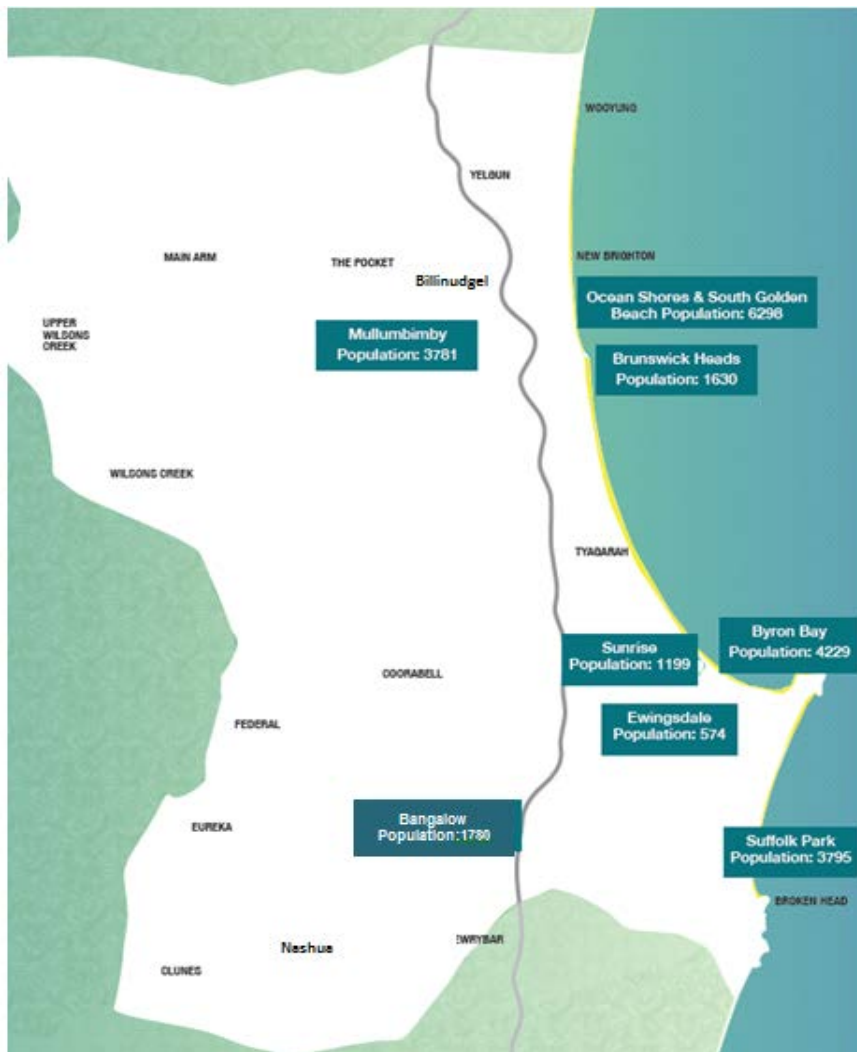 WOOYUNG
YELGUN
MAIN ARM
THE POCKET
NEW BRIGHTON
Billinudgel
Ocean Shores & South Golden
Beach Population: 6298
UPPER
WILSONS
CREEK
Mullumbimby
Population: 3781
Brunswick Heads
Population: 1630
WILSONS CREEK
TYAGARAH
Byron Bay
Population: 4229
Sunrise
Population: 1199
COORABELL
Ewingsdale
Population: 574
FEDERAL
Bangalow
Population:1780
EUREKA
Suffolk Park
Population: 3795
BROKEN HEAD
EWRYBAR
Nashua
CLUNES